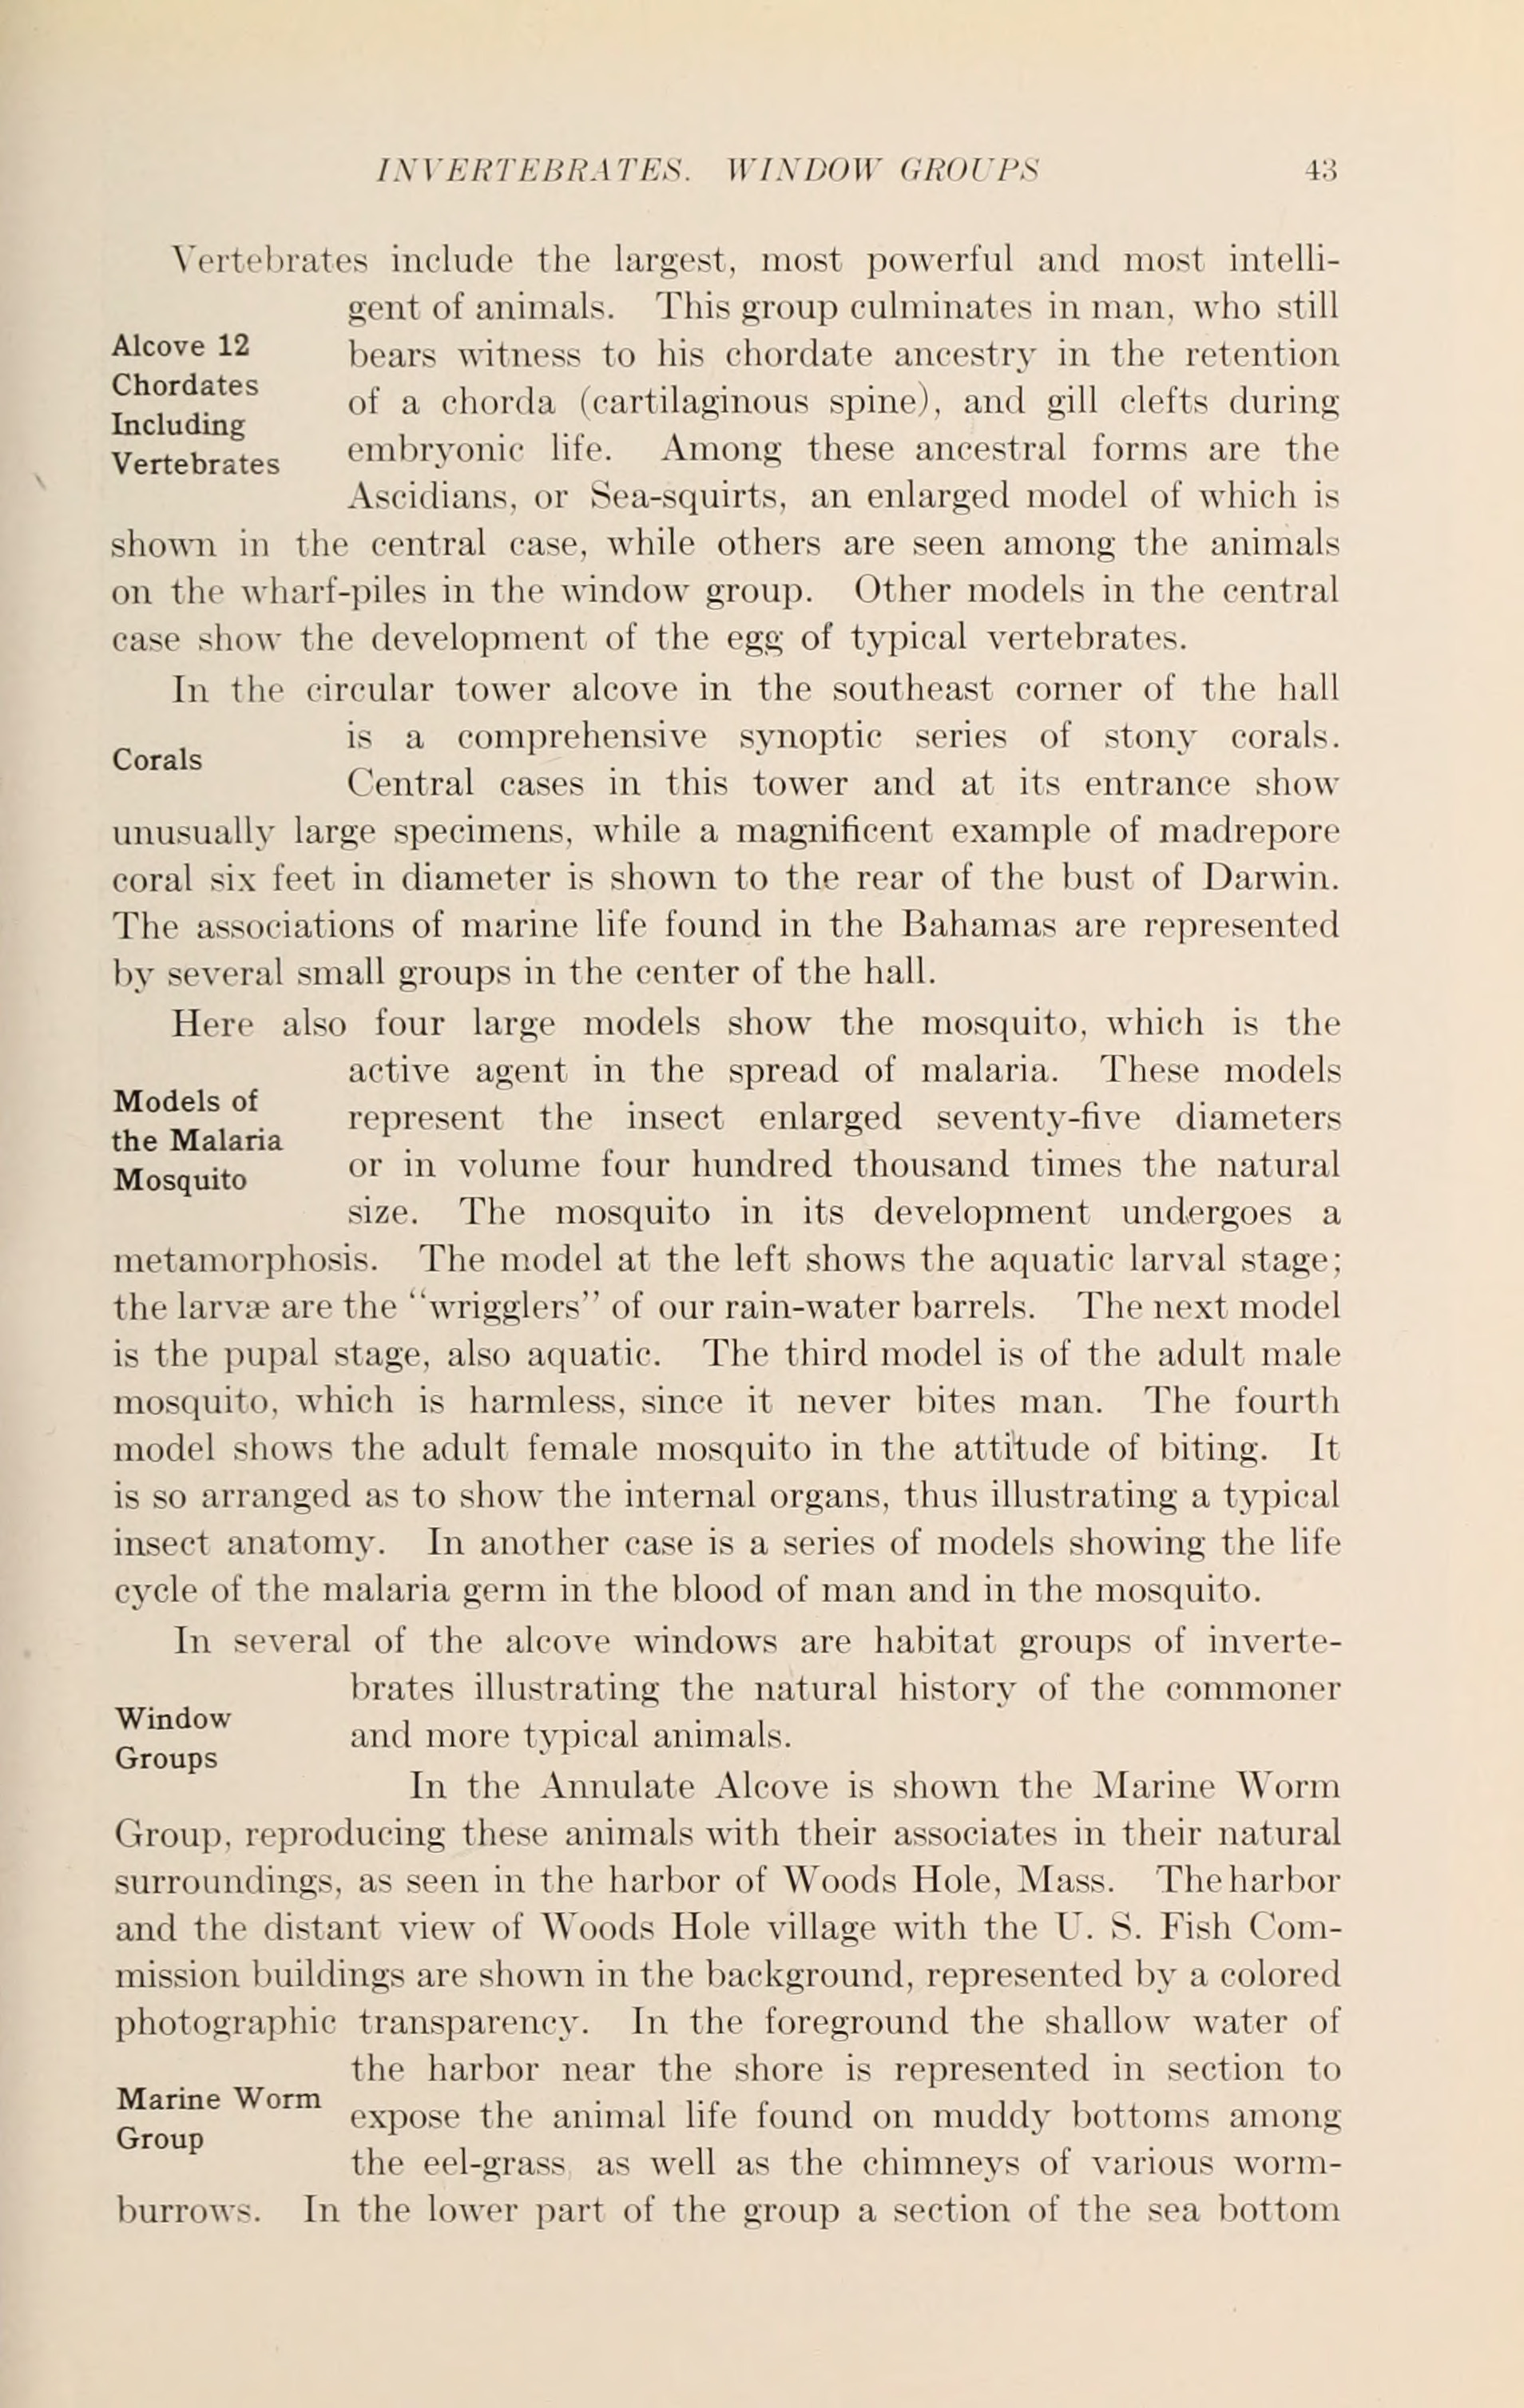 INVERTEBRATES. WINDOW GROUPS 43
Vertebrates include the largest, most powerful and most intelli-
gent of animals. This group culminates in man, who still
Alcove 12
Chordates
Including
Vertebrates
bears witness to his chordate ancestry in the retention
of a chorda (cartilaginous spine), and gill clefts during
embryonic life. Among these ancestral forms are the
Ascidians, or Sea-squirts, an enlarged model of which is
shown in the central case, while others are seen among the animals
on the wharf-piles in the window group. Other models in the central
case show the development of the egg of typical vertebrates.
In the circular tower alcove in the southeast corner of the hall
Corals
is a comprehensive synoptic series of stony corals.
Central cases in this tower and at its entrance show
unusually large specimens, while a magnificent example of madrepore
coral six feet in diameter is shown to the rear of the bust of Darwin.
The associations of marine life found in the Bahamas are represented
by several small groups in the center of the hall.
Here also four large models show the mosquito, which is the
Models of
the Malaria
Mosquito
active agent in the spread of malaria. These models
represent the insect enlarged seventy-five diameters
or in volume four hundred thousand times the natural
size. The mosquito in its development undergoes a
metamorphosis. The model at the left shows the aquatic larval stage;
the larvæ are the "wrigglers" of our rain-water barrels. The next model
is the pupal stage, also aquatic. The third model is of the adult male
mosquito, which is harmless, since it never bites man. The fourth
model shows the adult female mosquito in the attitude of biting. It
is so arranged as to show the internal organs, thus illustrating a typical
insect anatomy. In another case is a series of models showing the life
cycle of the malaria germ in the blood of man and in the mosquito.
In several of the alcove windows are habitat groups of inverte-
Window
Groups
brates illustrating the natural history of the commoner
and more typical animals.
In the Annulate Alcove is shown the Marine Worm
Group, reproducing these animals with their associates in their natural
surroundings, as seen in the harbor of Woods Hole, Mass. The harbor
and the distant view of Woods Hole village with the U. S. Fish Com-
mission buildings are shown in the background, represented by a colored
photographic transparency. In the foreground the shallow water of
Marine Worm
Group
the harbor near the shore is represented in section to
expose the animal life found on muddy bottoms among
the eel-grass, as well as the chimneys of various worm-
burrows. In the lower part of the group a section of the sea bottom